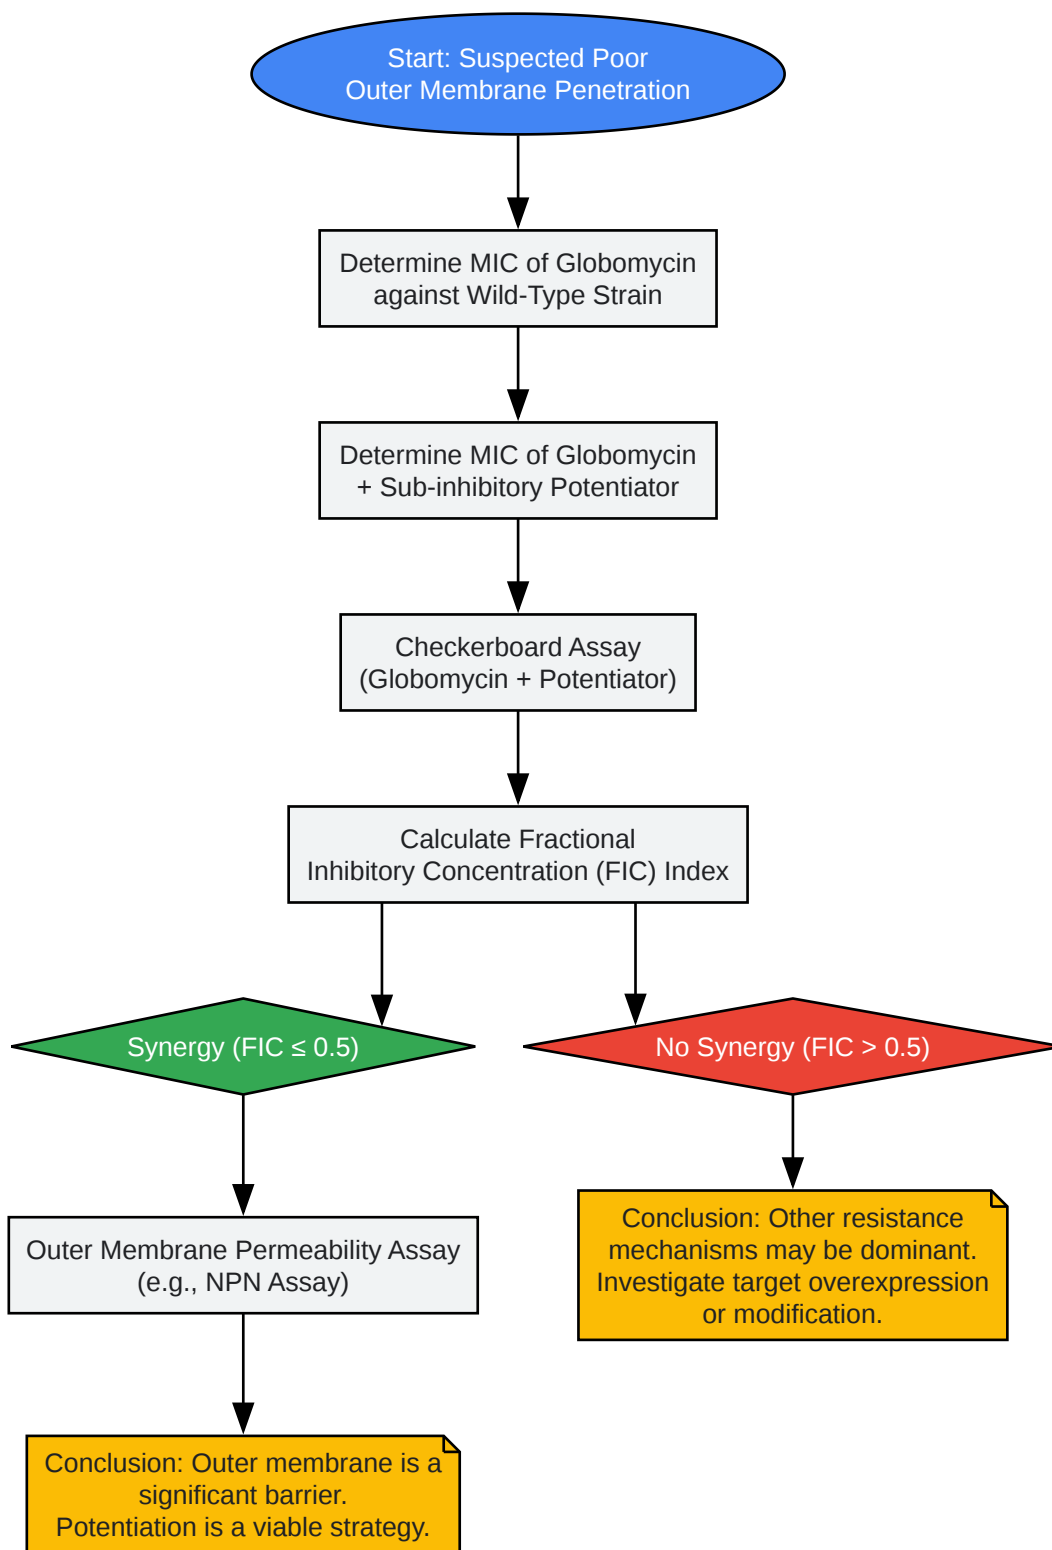 Start: Suspected Poor
Outer Membrane Penetration
Determine MIC of Globomycin
against Wild-Type Strain
Determine MIC of Globomycin
+ Sub-inhibitory Potentiator
Checkerboard Assay
(Globomycin + Potentiator)
Calculate Fractional
Inhibitory Concentration (FIC) Index
Synergy (FIC ≤ 0.5)
No Synergy (FIC > 0.5)
Outer Membrane Permeability Assay
(e.g., NPN Assay)
Conclusion: Other resistance
mechanisms may be dominant.
Investigate target overexpression
or modification.
Conclusion: Outer membrane is a
significant barrier.
Potentiation is a viable strategy.